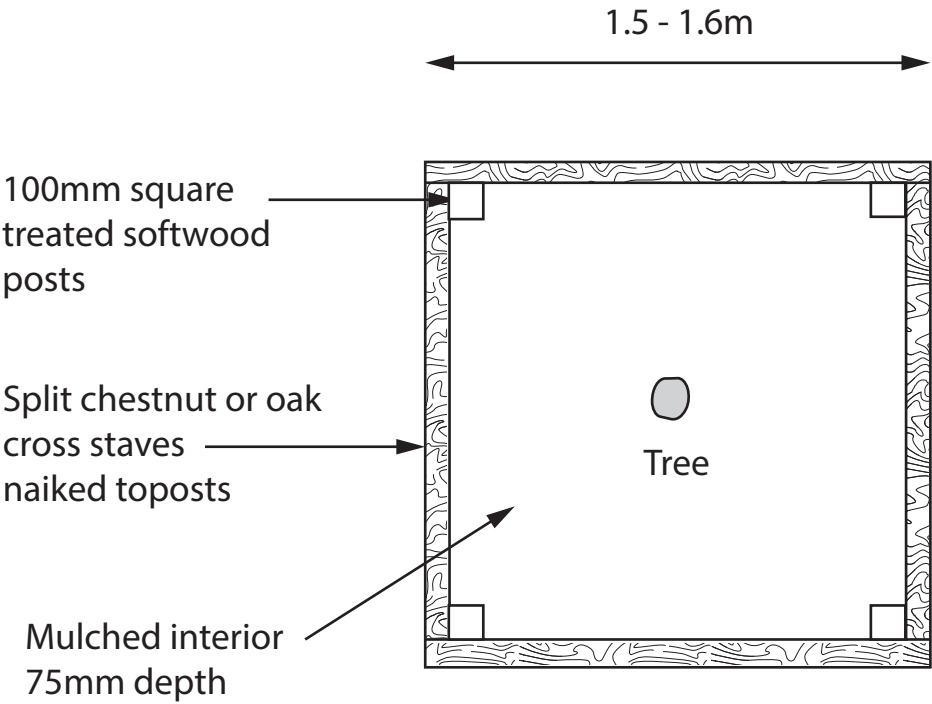 1.5 - 1.6m
100mm square
treated softwood
posts
Split chestnut or oak
cross staves
naiked toposts
Tree
Mulched interior
75mm depth